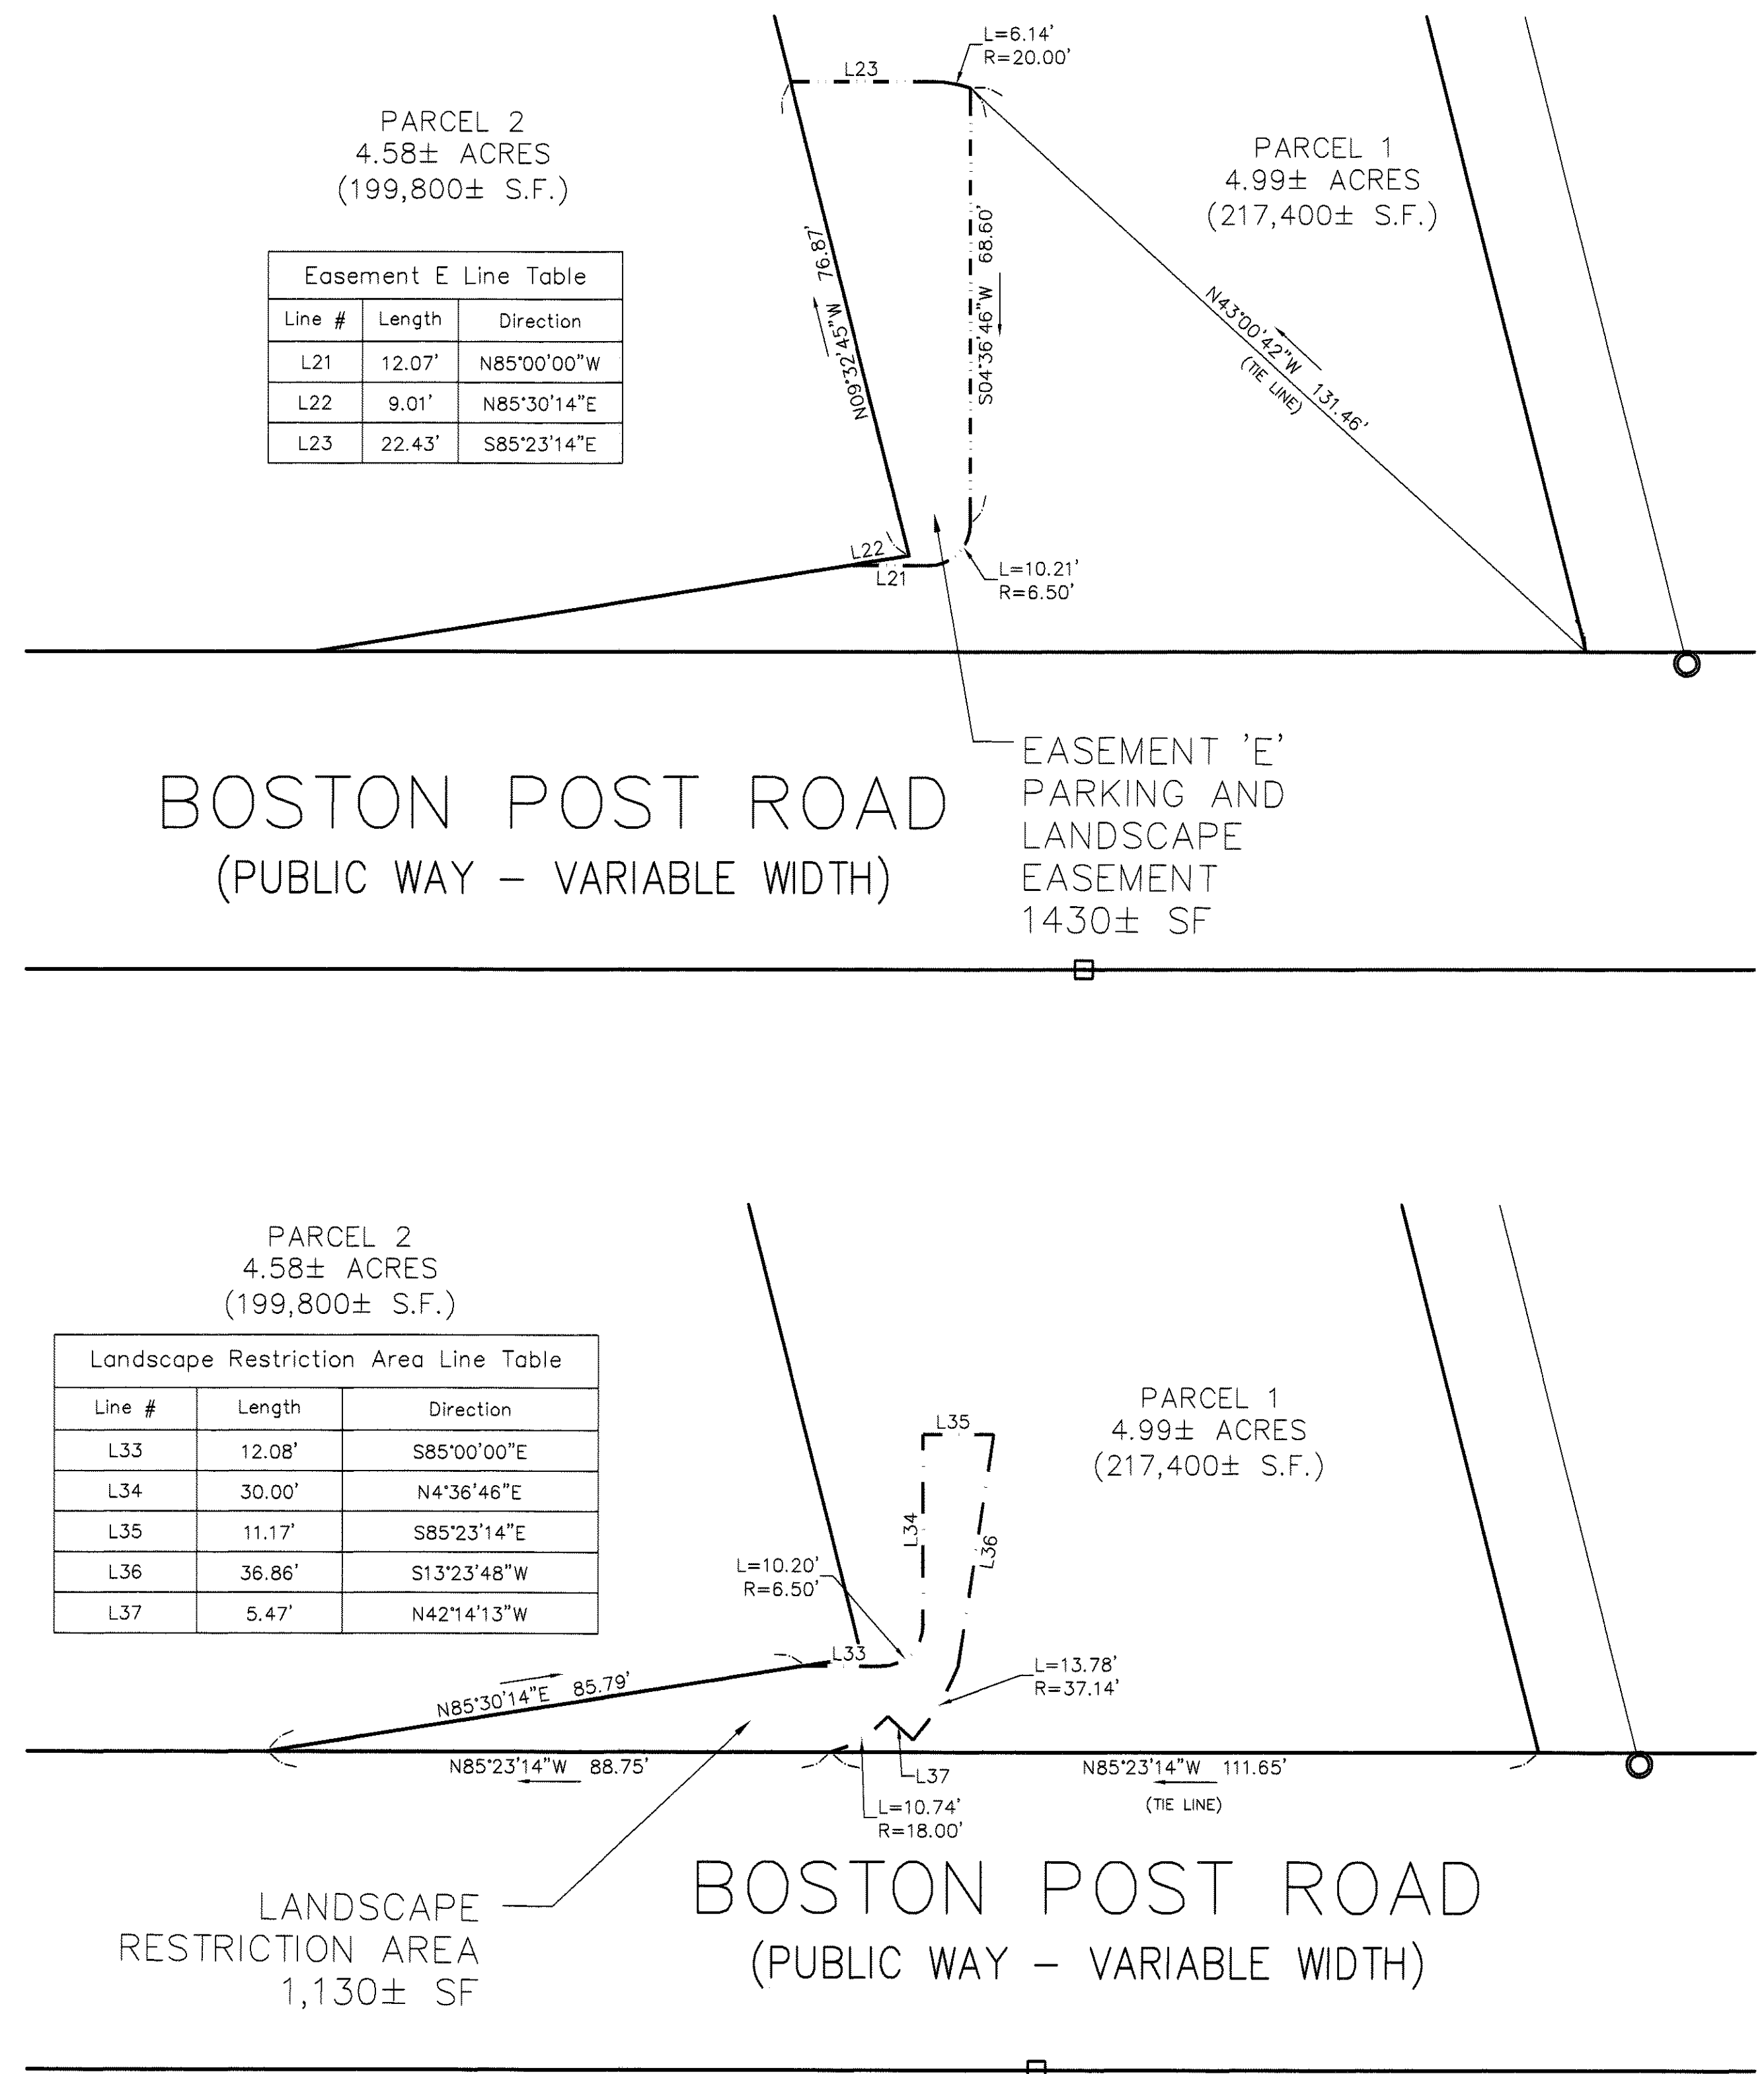 L=6.14'
R=20.00'
L23
PARCEL 2
4.58± ACRES
(199,800± S.F.)
PARCEL 1
4.99± ACRES
(217,400± S.F.)
Easement E Line Table
Line # Length Direction
L21 12.07' N85°00'00"W
L22 9.01' N85°30'14"E
L23 22.43' S85°23'14"E
N09°32'45"W 76.87'
S04°36'46"W 68.60'
N43°00'42"W 131.46'
(TIE LINE)
L22
L21
L=10.21'
R=6.50'
EASEMENT 'E'
PARKING AND
LANDSCAPE
EASEMENT
1430± SF
BOSTON POST ROAD
(PUBLIC WAY – VARIABLE WIDTH)
PARCEL 2
4.58± ACRES
(199,800± S.F.)
Landscape Restriction Area Line Table
Line # Length Direction
L33 12.08' S85°00'00"E
L34 30.00' N4°36'46"E
L35 11.17' S85°23'14"E
L36 36.86' S13°23'48"W
L37 5.47' N42°14'13"W
PARCEL 1
4.99± ACRES
(217,400± S.F.)
L35
L34
L36
L=10.20'
R=6.50'
L33
N85°30'14"E 85.79'
L=13.78'
R=37.14'
N85°23'14"W 88.75'
N85°23'14"W 111.65'
(TIE LINE)
L37
L=10.74'
R=18.00'
LANDSCAPE
RESTRICTION AREA
1,130± SF
BOSTON POST ROAD
(PUBLIC WAY – VARIABLE WIDTH)